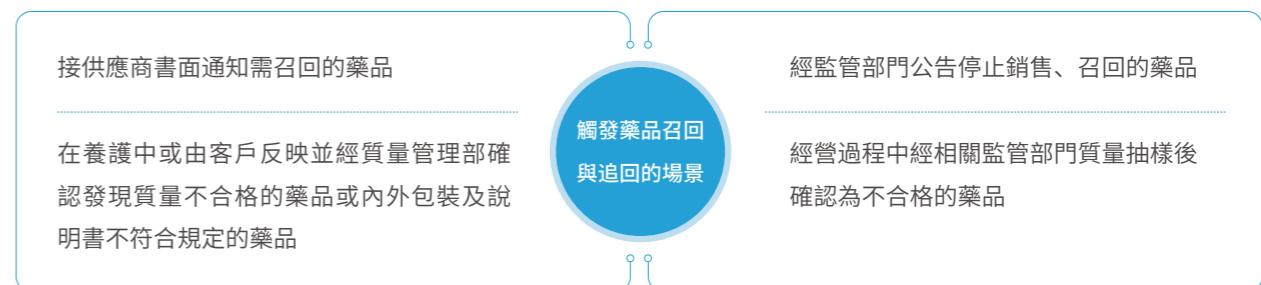 接供應商書面通知需召回的藥品
在養護中或由客戶反映並經質量管理部確
認發現質量不合格的藥品或內外包裝及說
明書不符合規定的藥品
觸發藥品召回
與追回的場景
經監管部門公告停止銷售、召回的藥品
經營過程中經相關監管部門質量抽樣後
確認為不合格的藥品